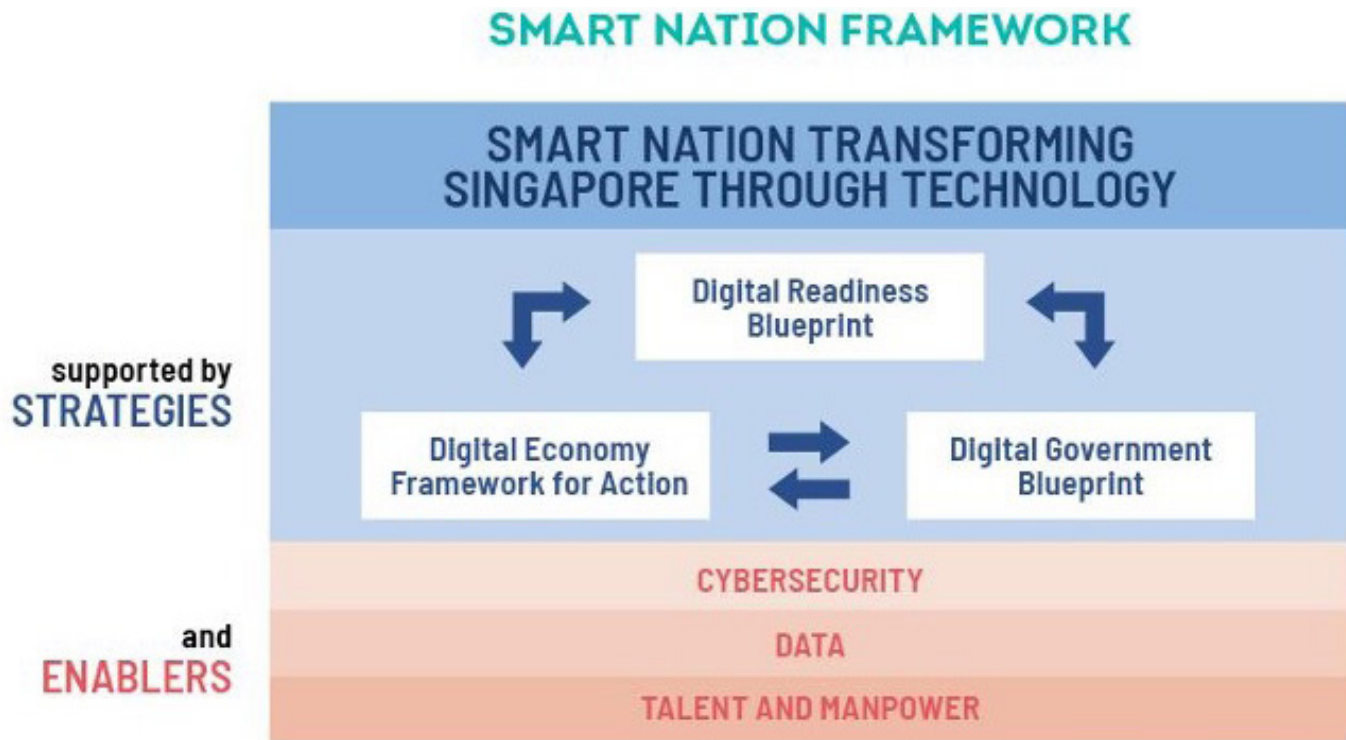 SMART NATION FRAMEWORK
SMART NATION TRANSFORMING
SINGAPORE THROUGH TECHNOLOGY
supported by
STRATEGIES
Digital Readiness
Blueprint
Digital Economy
Framework for Action
Digital Government
Blueprint
and
ENABLERS
CYBERSECURITY
DATA
TALENT AND MANPOWER